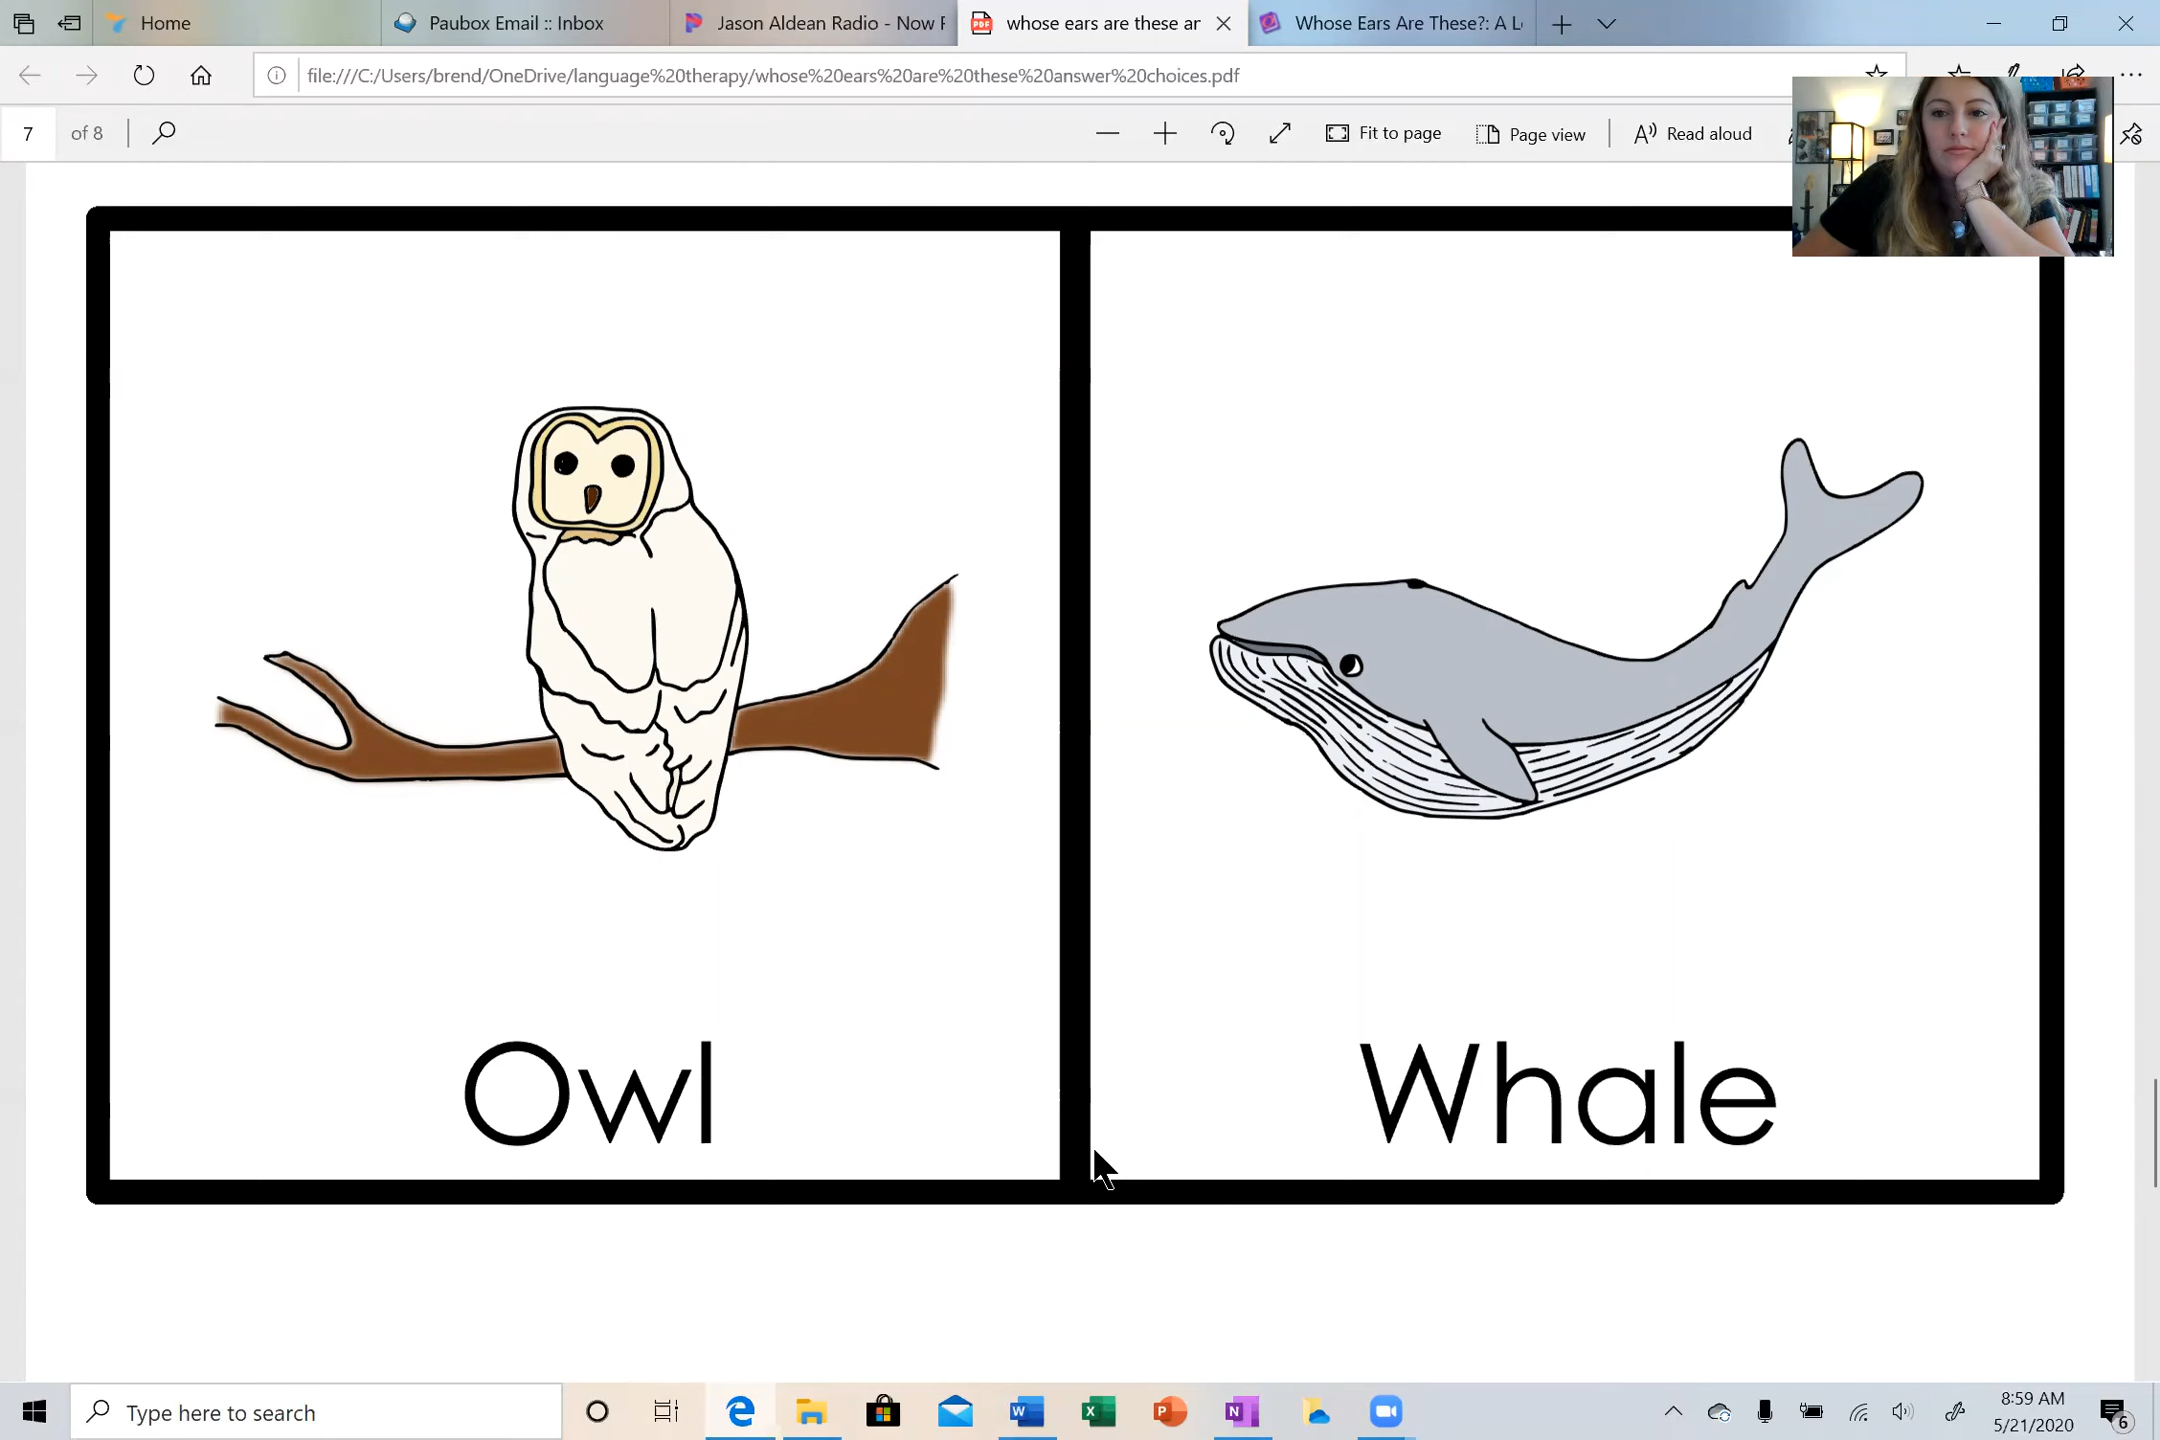 Home
Paubox Email :: Inbox
Jason Aldean Radio - Now
whose ears are these
Whose Ears Are These?: A
file:///C:/Users/brend/OneDrive/language%20therapy/whose%20ears%20are%20these%20answer%20choices.pdf
7 of 8
Fit to page
Page view
Read aloud
Owl
Whale
Type here to search
8:59 AM
5/21/2020
6